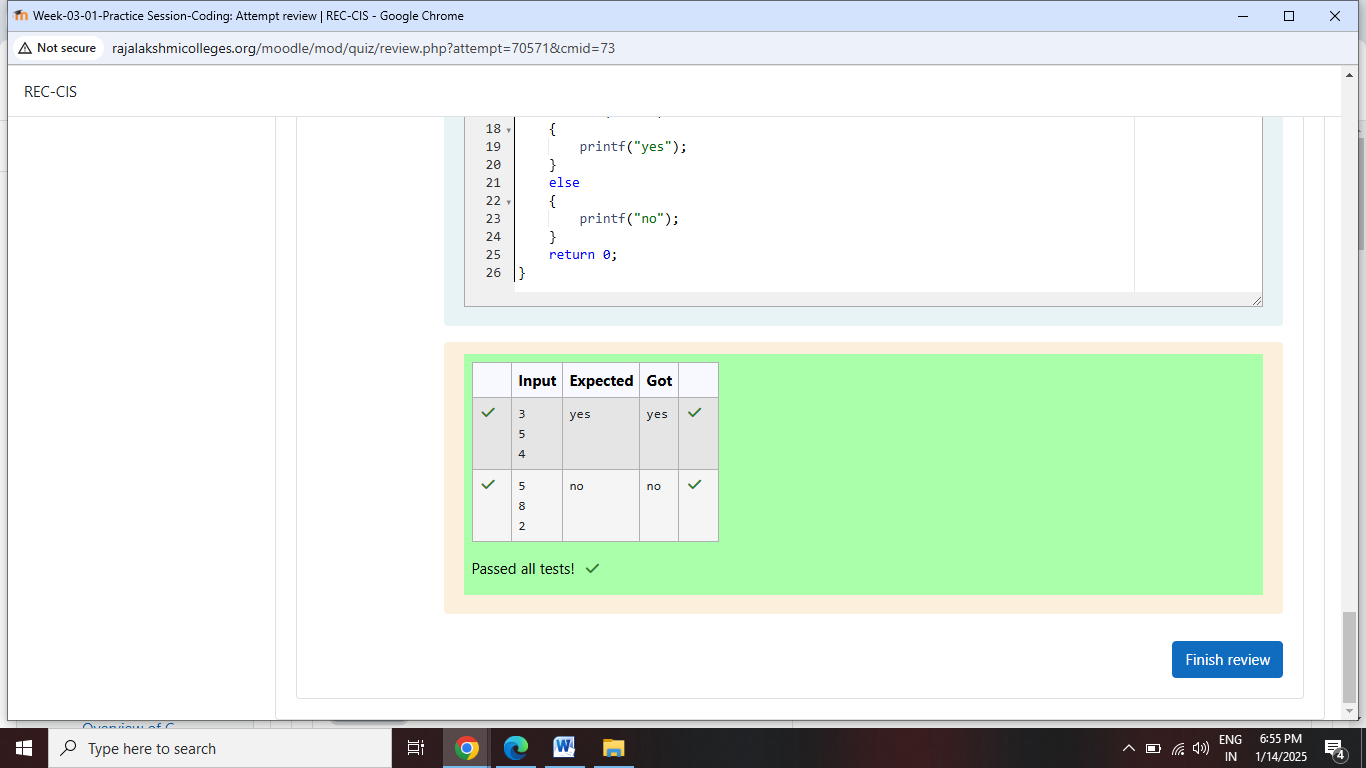 Week-03-01-Practice Session-Coding: Attempt review | REC-CIS - Google Chrome
Not secure rajalakshmicolleges.org/moodle/mod/quiz/review.php?attempt=70571&cmid=73
REC-CIS
18 {
19 printf("yes");
20 }
21 else
22 {
23 printf("no");
24 }
25 return 0;
26 }
Input Expected Got
3 yes yes
5
4
5 no no
8
2
Passed all tests!
Finish review
Overview of C
Type here to search
ENG 6:55 PM
IN 1/14/2025 4